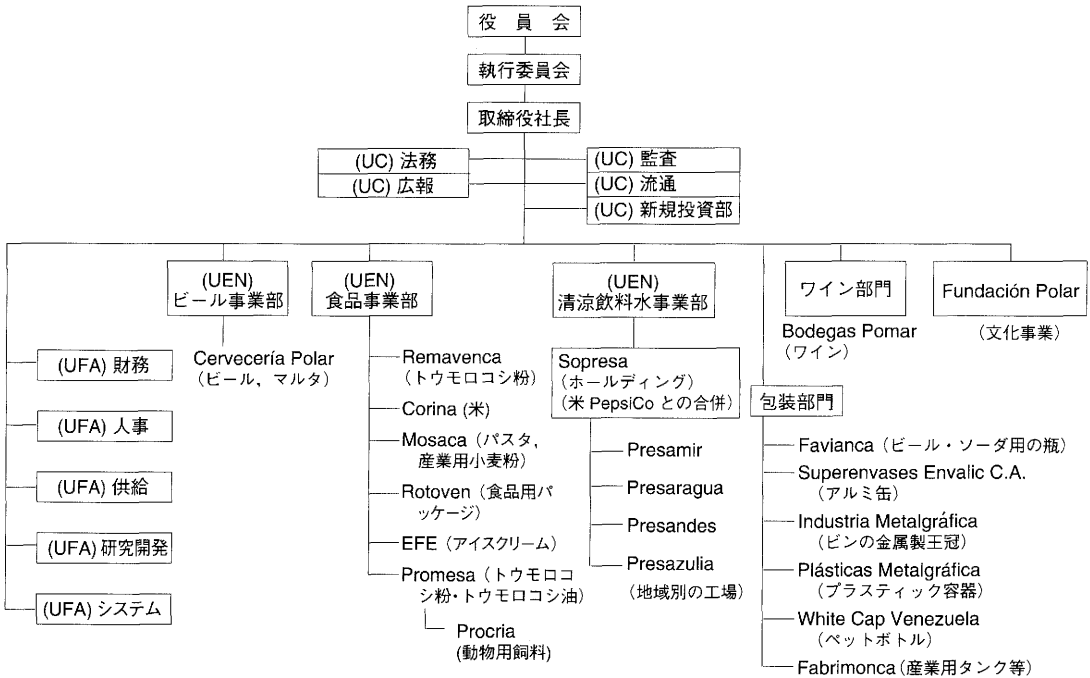 役 員 会
執行委員会
取締役社長
(UC) 法務
(UC) 広報
(UC) 監査
(UC) 流通
(UC) 新規投資部
(UFA) 財務
(UFA) 人事
(UFA) 供給
(UFA) 研究開発
(UFA) システム
(UEN)
ビール事業部
Cervecería Polar
（ビール、マルタ）
(UEN)
食品事業部
Remavenca
（トウモロコシ粉）
Corina (米)
Mosaca（パスタ，
産業用小麦粉）
Rotoven（食品用パ
ッケージ）
EFE（アイスクリーム）
Promesa（トウモロコ
シ粉・トウモロコシ油）
Procria
(動物用飼料)
(UEN)
清涼飲料水事業部
Sopresa
（ホールディング）
（米 PepsiCo との合併）
Presamir
Presaragua
Presandes
Presazulia
（地域別の工場）
ワイン部門
Bodegas Pomar
（ワイン）
包装部門
Favianca（ビール・ソーダ用の瓶）
Superenvases Envalic C.A.
（アルミ缶）
Industria Metalgráfica
（ビンの金属製王冠）
Plásticas Metalgráfica
（プラスティック容器）
White Cap Venezuela
（ペットボトル）
Fabrimonca（産業用タンク等）
Fundación Polar
（文化事業）